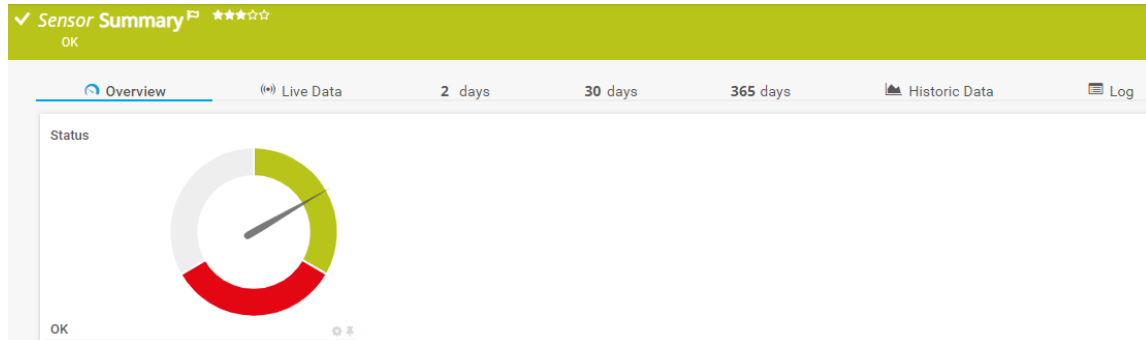 Sensor Summary
OK
Overview Live Data 2 days 30 days 365 days Historic Data Log
Status
OK